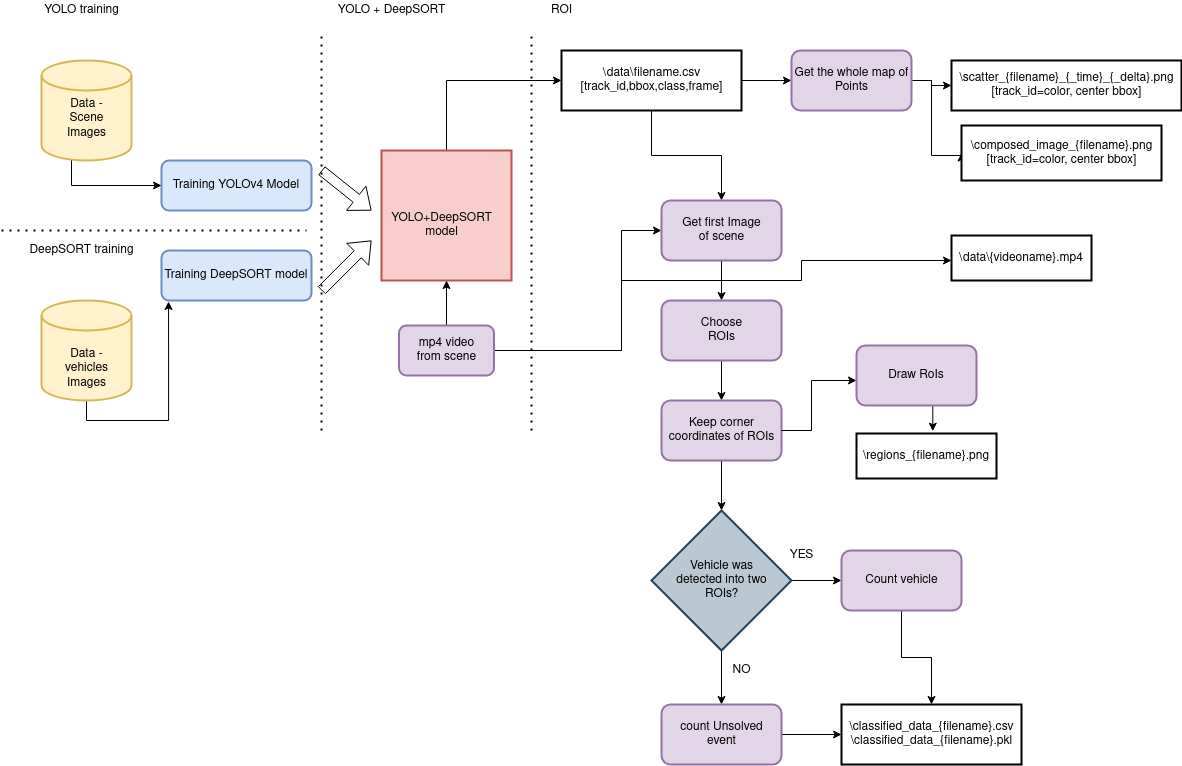 YOLO training
YOLO + DeepSORT
ROI
Data -
Scene
Images
Training YOLOv4 Model
DeepSORT training
Training DeepSORT model
Data -
vehicles
Images
YOLO+DeepSORT
model
mp4 video
from scene
\data\filename.csv
[track_id,bbox,class,frame]
Get the whole map of
Points
\scatter_{filename}_{_time}_{_delta}.png
[track_id=color, center bbox]
\composed_image_{filename}.png
[track_id=color, center bbox]
Get first Image
of scene
\data\{videoname}.mp4
Choose
ROIs
Draw RoIs
Keep corner
coordinates of ROIs
\regions_{filename}.png
Vehicle was
detected into two
ROIs?
YES
Count vehicle
NO
count Unsolved
event
\classified_data_{filename}.csv
\classified_data_{filename}.pkl